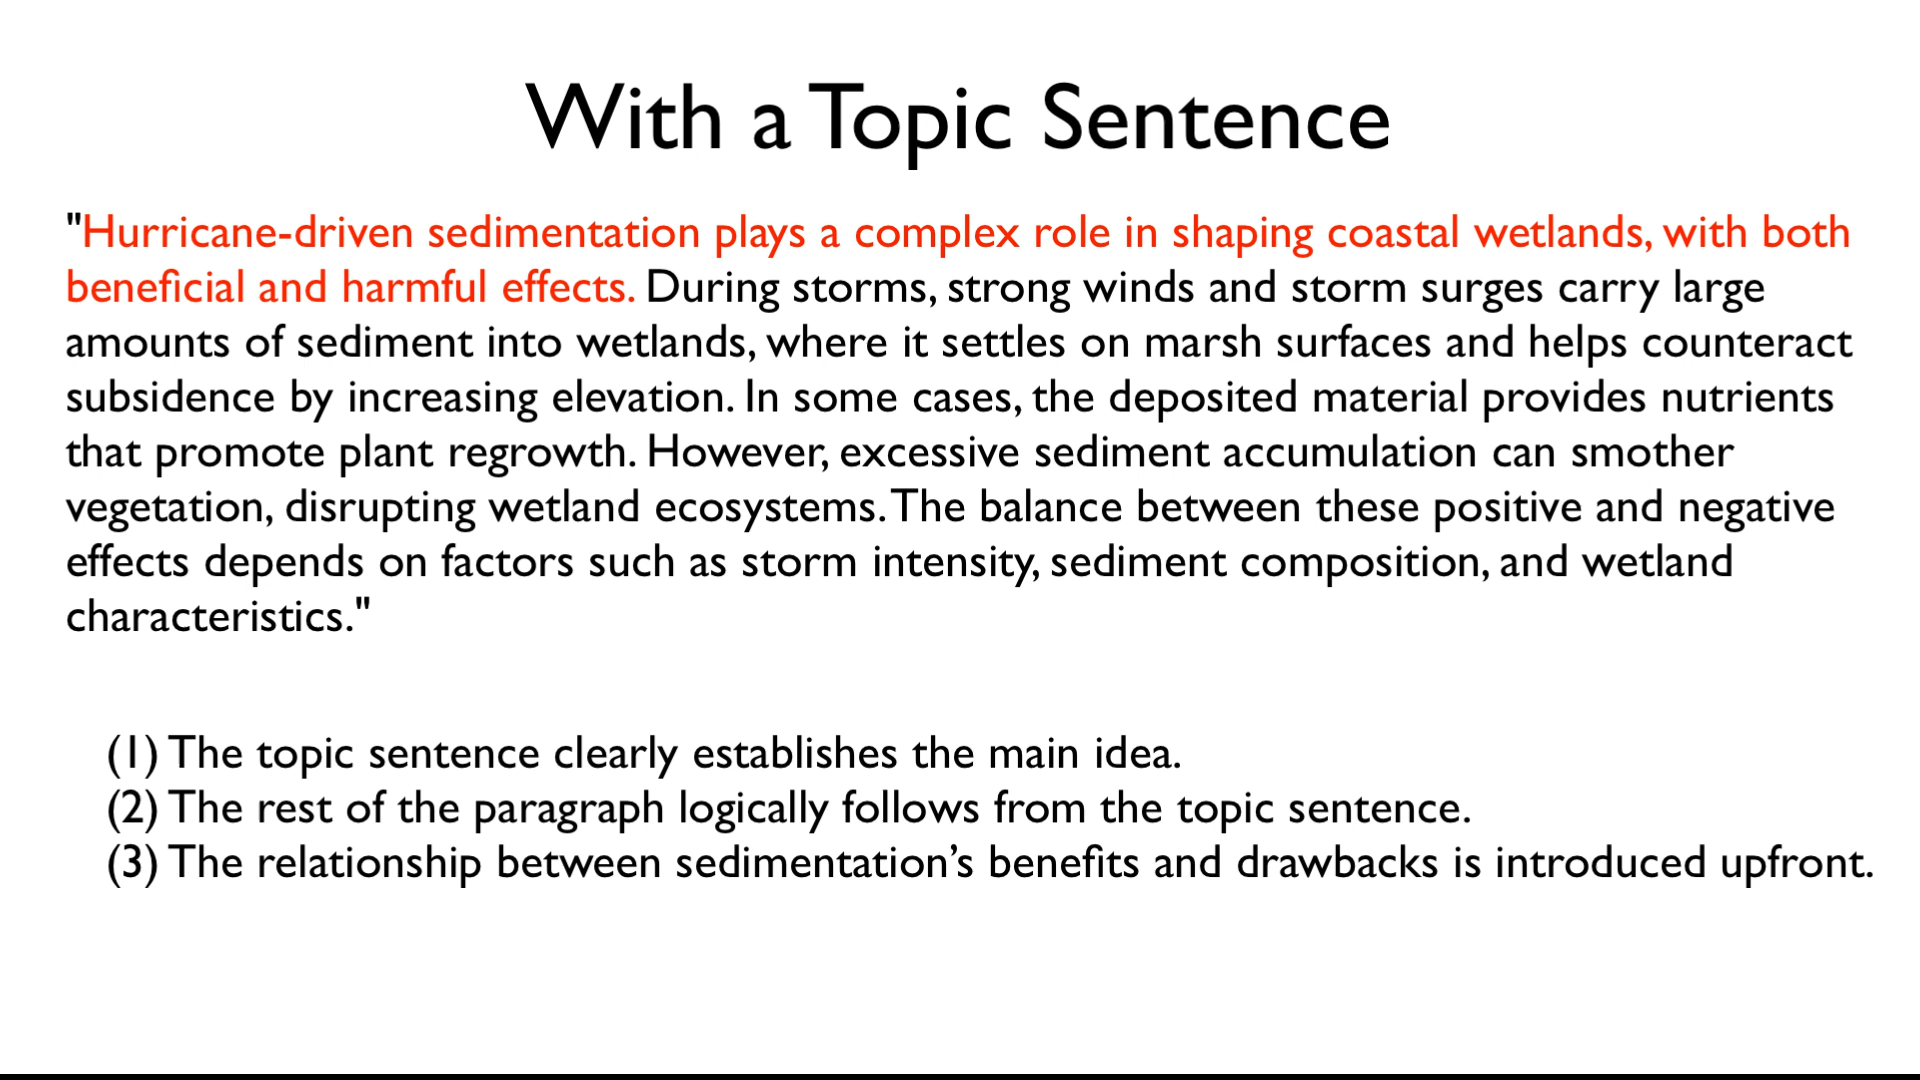 With a Topic Sentence
"Hurricane-driven sedimentation plays a complex role in shaping coastal wetlands, with both
beneficial and harmful effects. During storms, strong winds and storm surges carry large
amounts of sediment into wetlands, where it settles on marsh surfaces and helps counteract
subsidence by increasing elevation. In some cases, the deposited material provides nutrients
that promote plant regrowth. However, excessive sediment accumulation can smother
vegetation, disrupting wetland ecosystems. The balance between these positive and negative
effects depends on factors such as storm intensity, sediment composition, and wetland
characteristics."
(1) The topic sentence clearly establishes the main idea.
(2) The rest of the paragraph logically follows from the topic sentence.
(3) The relationship between sedimentation’s benefits and drawbacks is introduced upfront.